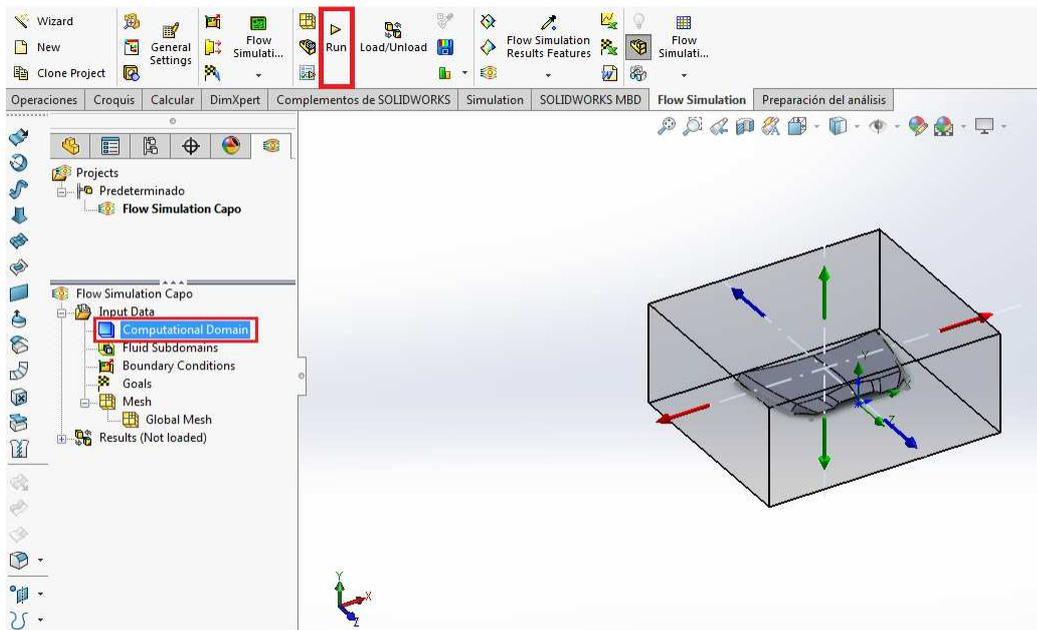 Wizard
New
Clone Project
General Settings
Flow Simulati...
Run
Load/Unload
Flow Simulation Results Features
Flow Simulati...
Operaciones Croquis Calcular DimXpert Complementos de SOLIDWORKS Simulation SOLIDWORKS MBD Flow Simulation Preparación del análisis
Projects
Predeterminado
Flow Simulation Capo
Flow Simulation Capo
Input Data
Computational Domain
Fluid Subdomains
Boundary Conditions
Goals
Mesh
Global Mesh
Results (Not loaded)
Y
X
Z
Y
X
Z